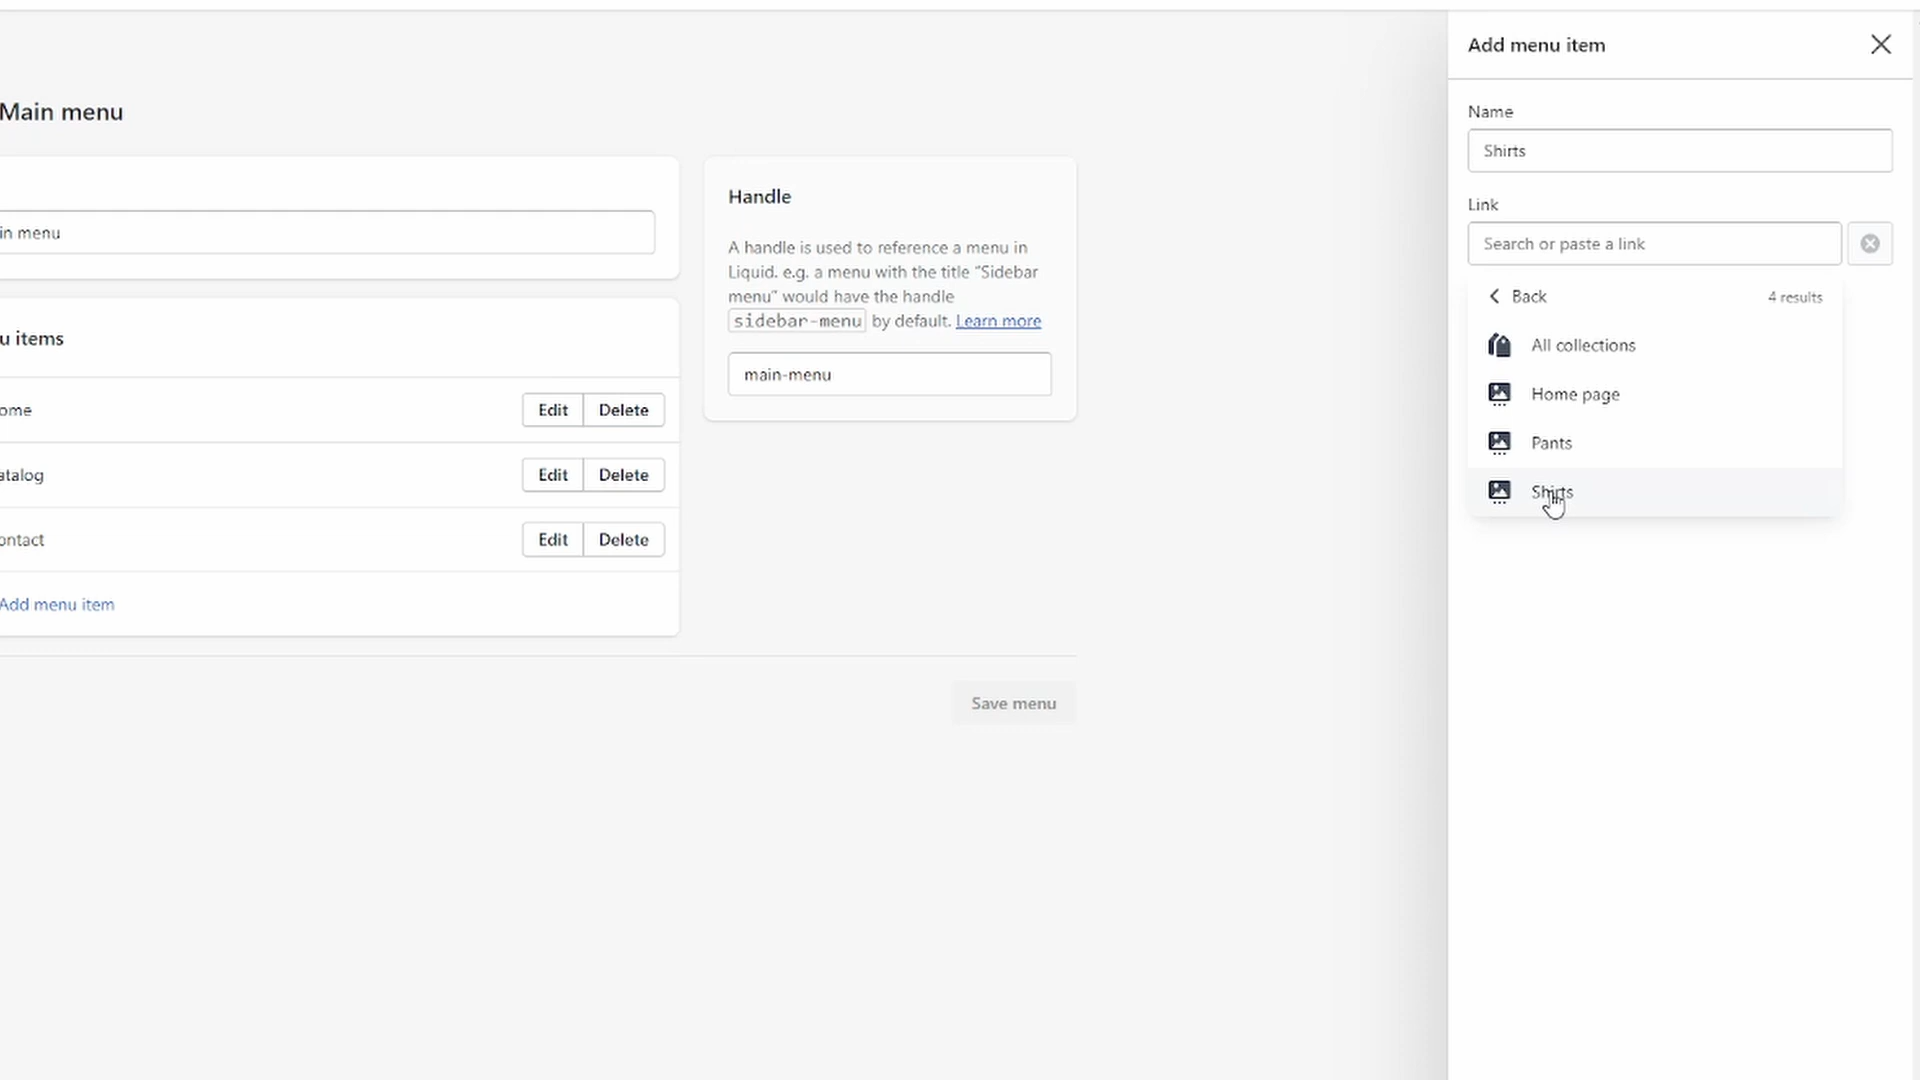 Main menu
in menu
u items
ome
Edit
Delete
atalog
Edit
Delete
ontact
Edit
Delete
Add menu item
Handle
A handle is used to reference a menu in
Liquid. e.g. a menu with the title “Sidebar
menu” would have the handle
sidebar-menu by default. Learn more
main-menu
Save menu
Add menu item
Name
Shirts
Link
Search or paste a link
Back
4 results
All collections
Home page
Pants
Shirts